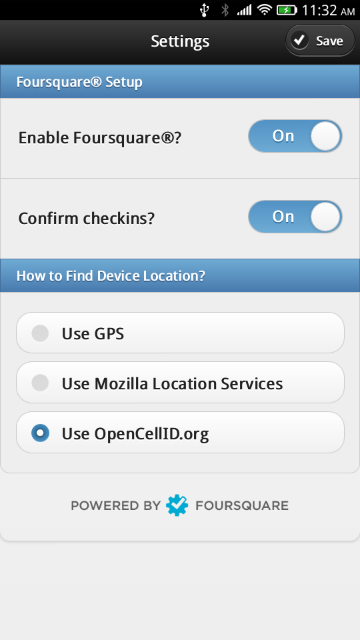 11:32 AM
Settings
Save
Foursquare® Setup
Enable Foursquare®?
On
Confirm checkins?
On
How to Find Device Location?
Use GPS
Use Mozilla Location Services
Use OpenCellID.org
POWERED BY FOURSQUARE